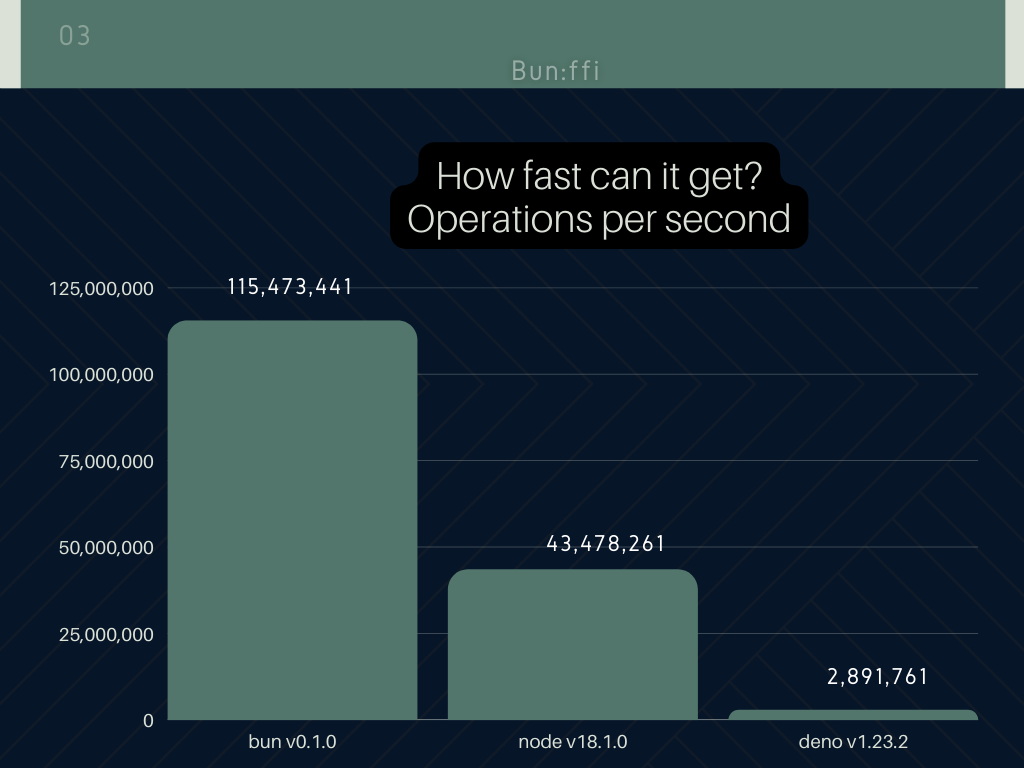 03
Bun:ffi
How fast can it get?
Operations per second
125,000,000
115,473,441
100,000,000
75,000,000
50,000,000
43,478,261
25,000,000
2,891,761
0
bun v0.1.0
node v18.1.0
deno v1.23.2